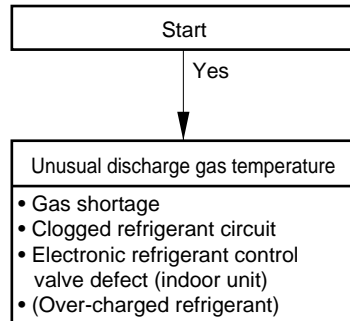 Start
Yes
Unusual discharge gas temperature
• Gas shortage
• Clogged refrigerant circuit
• Electronic refrigerant control
valve defect (indoor unit)
• (Over-charged refrigerant)